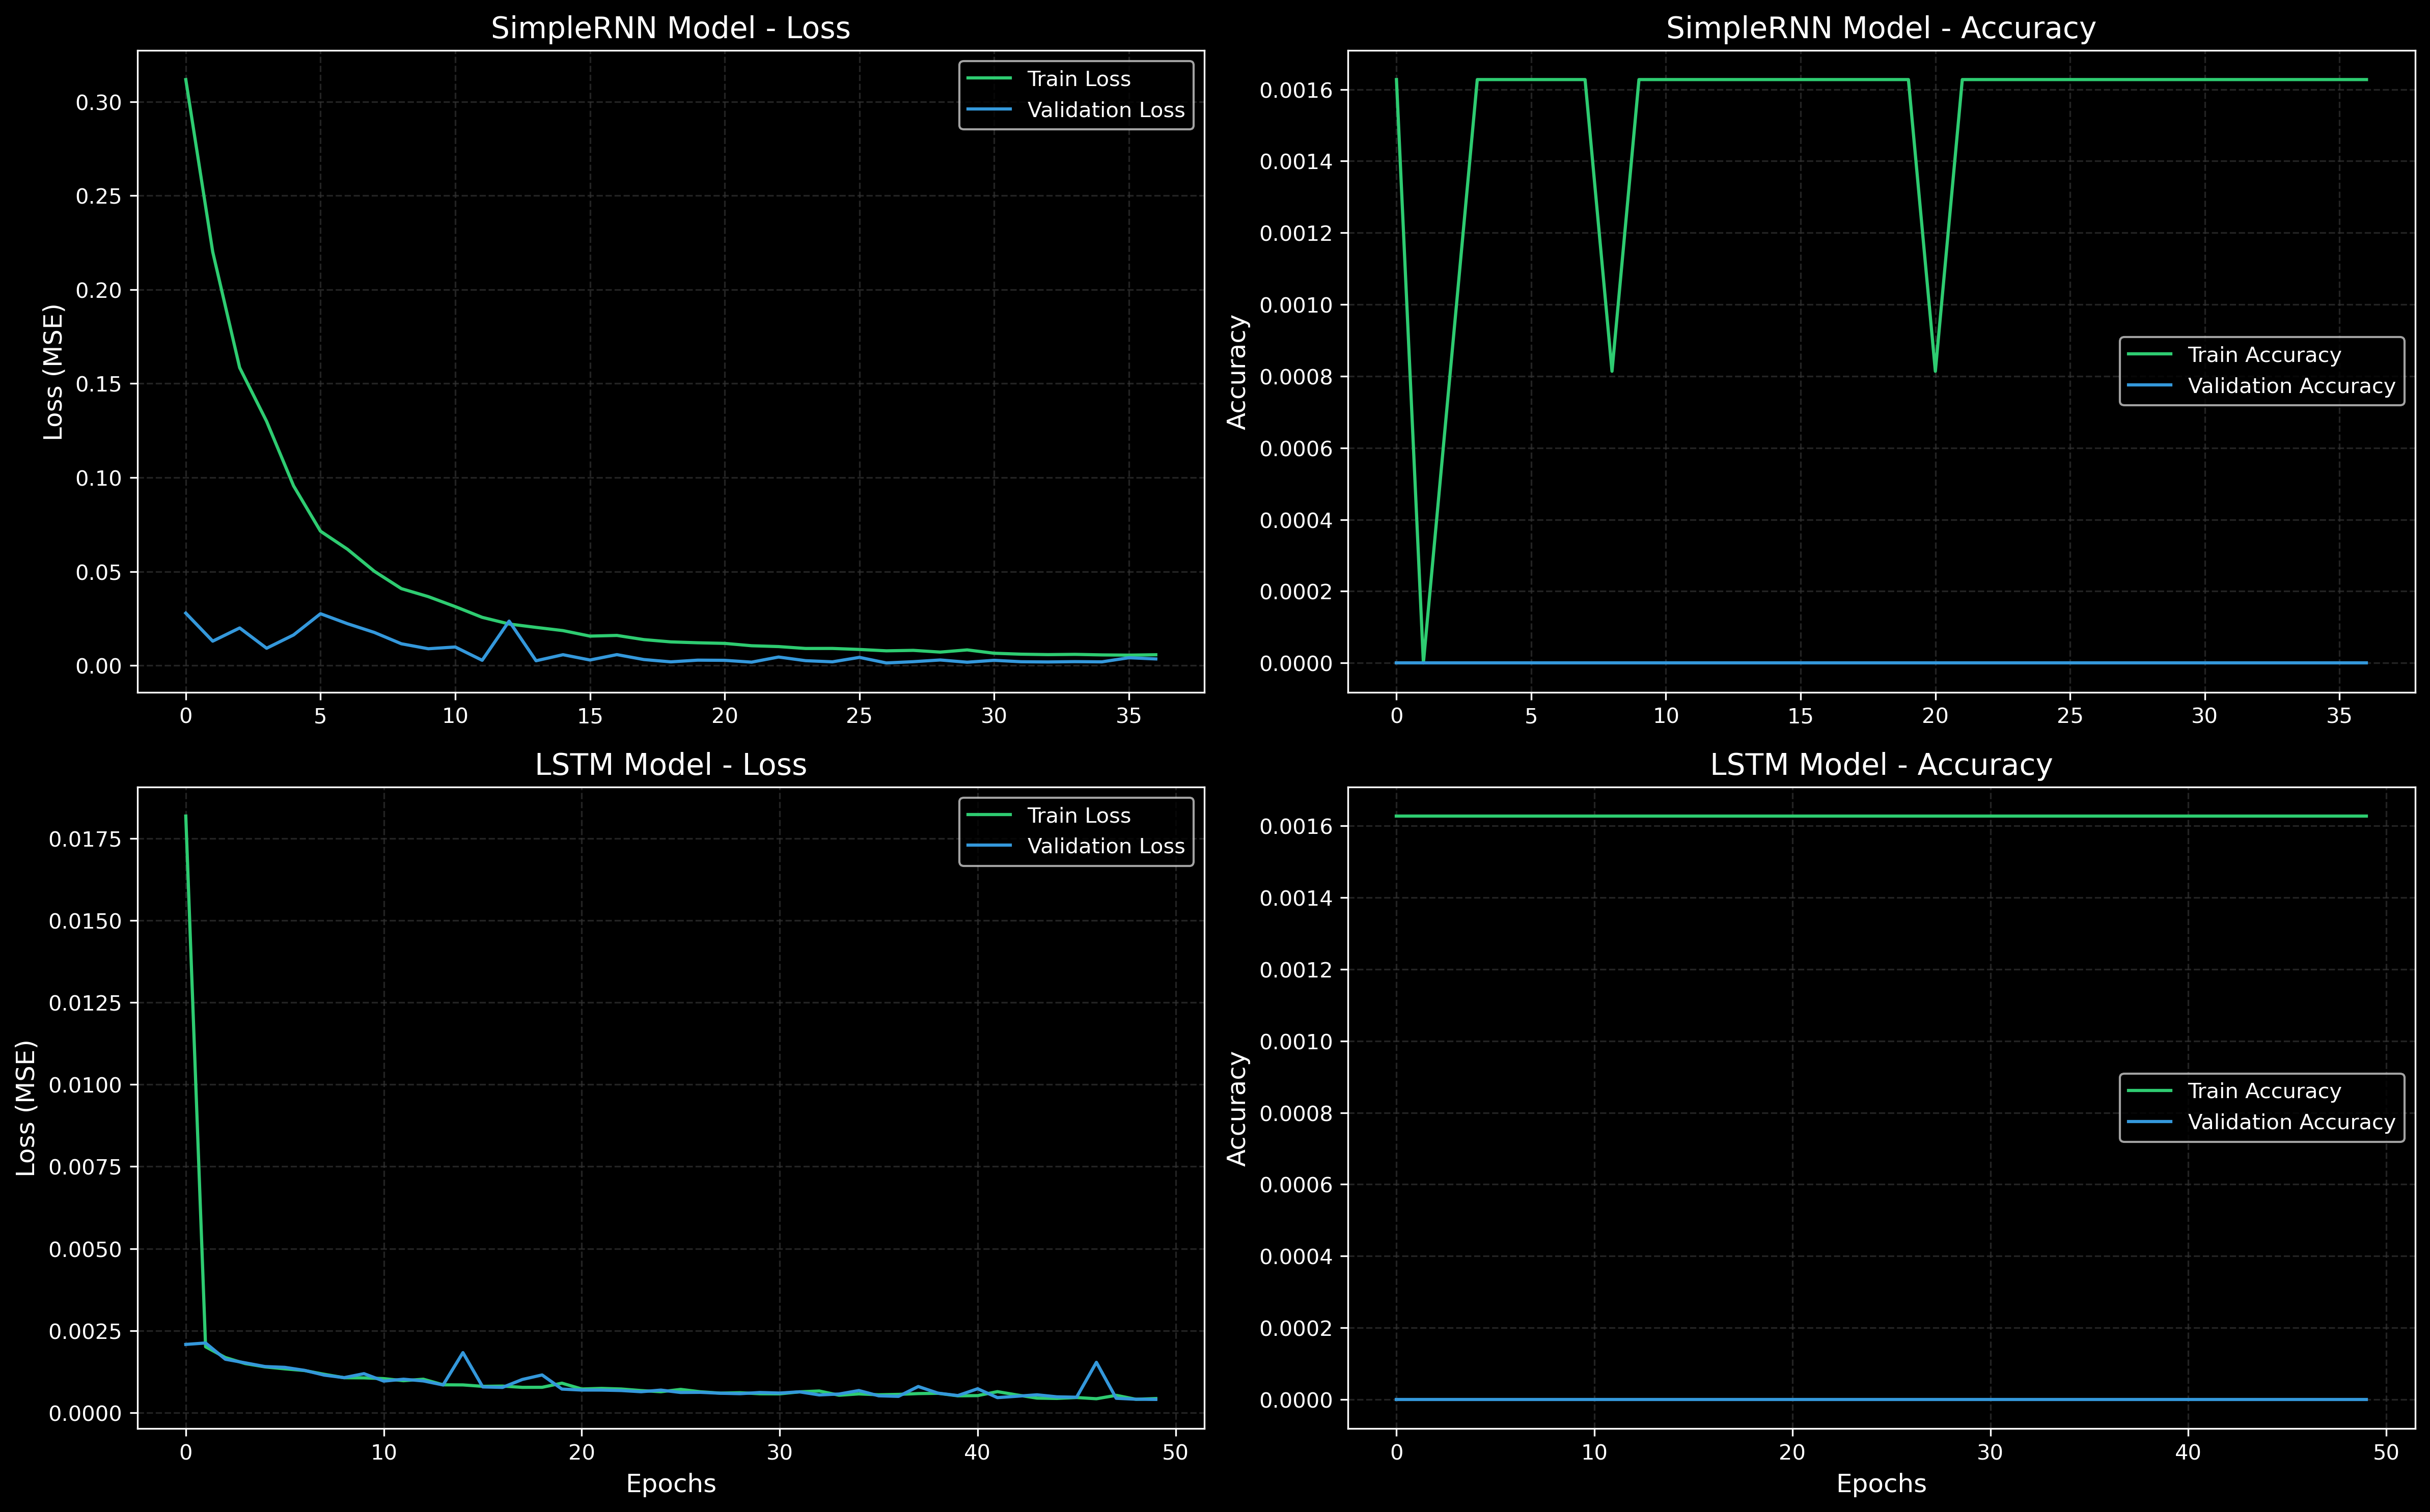 SimpleRNN Model - Loss
Loss (MSE)
0.30
0.25
0.20
0.15
0.10
0.05
0.00
0 5 10 15 20 25 30 35
Train Loss
Validation Loss
SimpleRNN Model - Accuracy
Accuracy
0.0016
0.0014
0.0012
0.0010
0.0008
0.0006
0.0004
0.0002
0.0000
0 5 10 15 20 25 30 35
Train Accuracy
Validation Accuracy
LSTM Model - Loss
Loss (MSE)
0.0175
0.0150
0.0125
0.0100
0.0075
0.0050
0.0025
0.0000
0 10 20 30 40 50
Epochs
Train Loss
Validation Loss
LSTM Model - Accuracy
Accuracy
0.0016
0.0014
0.0012
0.0010
0.0008
0.0006
0.0004
0.0002
0.0000
0 10 20 30 40 50
Epochs
Train Accuracy
Validation Accuracy